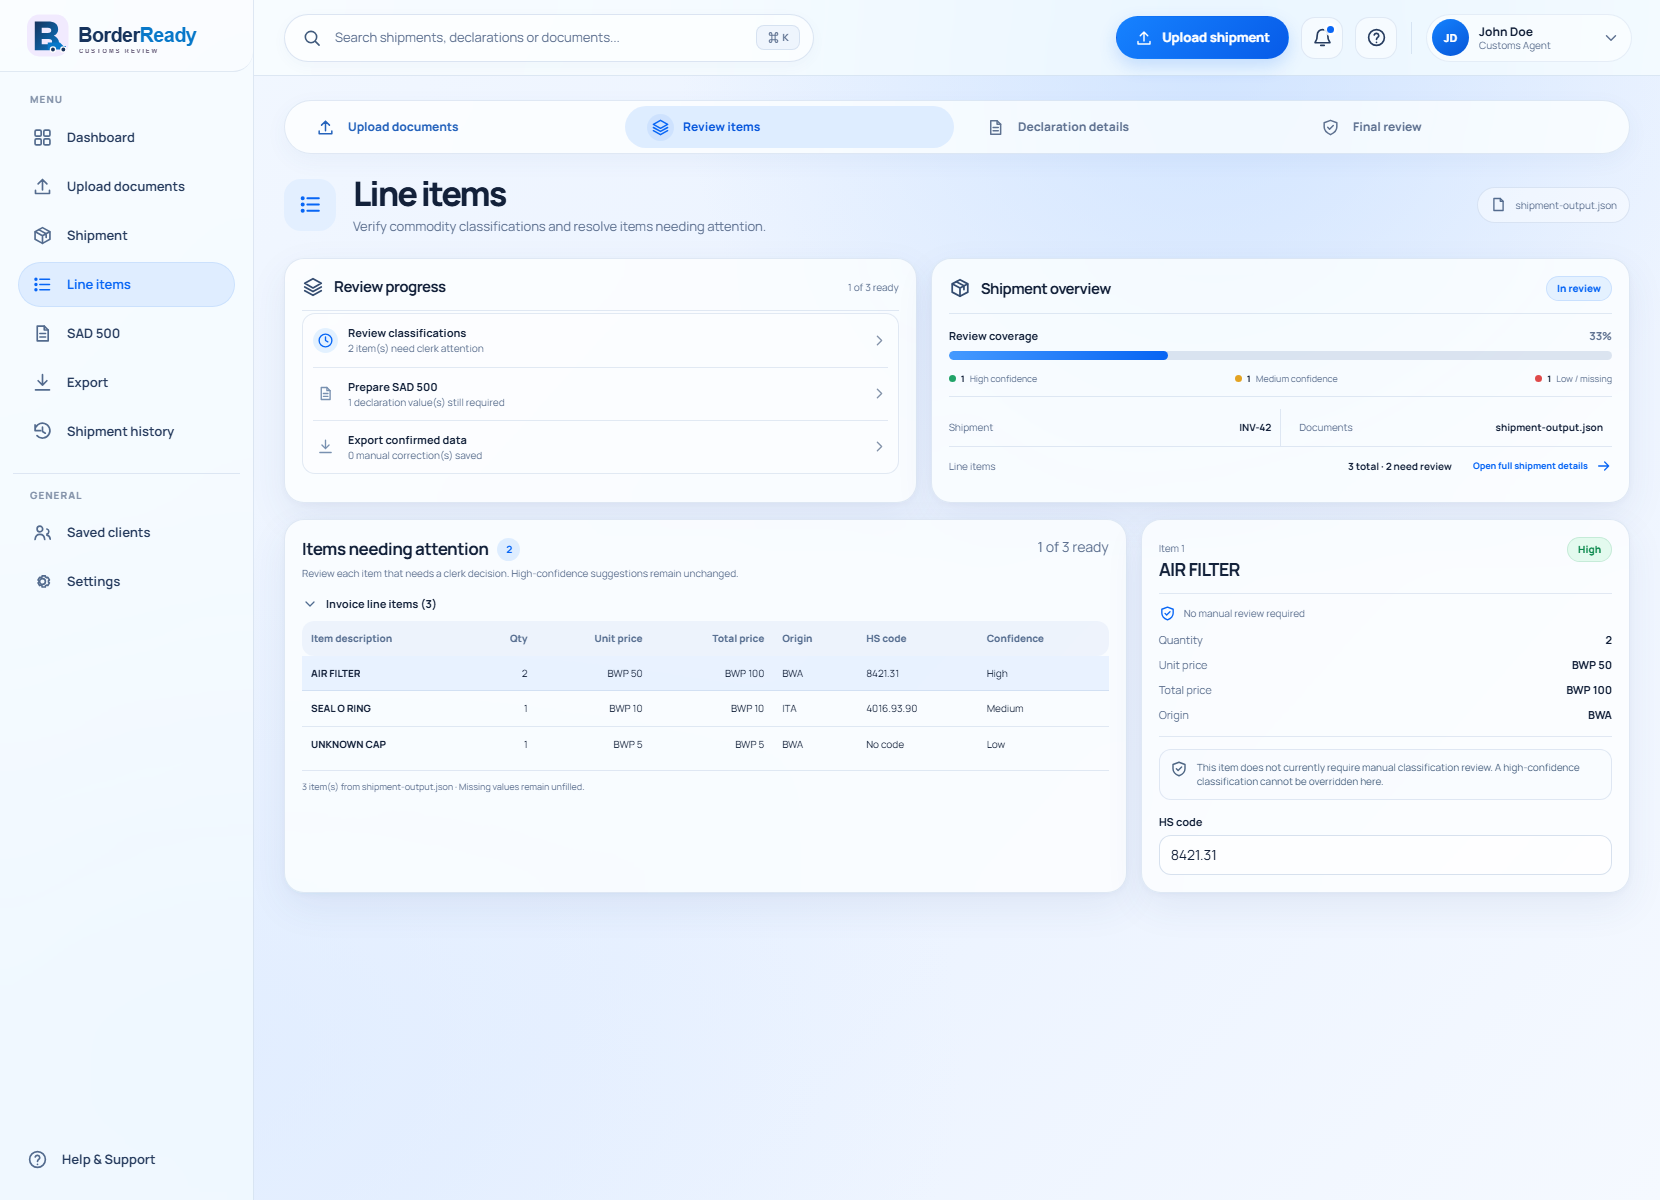 BorderReady
CUSTOMS REVIEW
Search shipments, declarations or documents...
⌘ K
Upload shipment
JD
John Doe
Customs Agent
MENU
Dashboard
Upload documents
Shipment
Line items
SAD 500
Export
Shipment history
GENERAL
Saved clients
Settings
Help & Support
Upload documents
Review items
Declaration details
Final review
Line items
Verify commodity classifications and resolve items needing attention.
shipment-output.json
Review progress
1 of 3 ready
Review classifications
2 item(s) need clerk attention
Prepare SAD 500
1 declaration value(s) still required
Export confirmed data
0 manual correction(s) saved
Shipment overview
In review
Review coverage
33%
1 High confidence
1 Medium confidence
1 Low / missing
Shipment
INV-42
Documents
shipment-output.json
Line items
3 total · 2 need review
Open full shipment details
Items needing attention 2
1 of 3 ready
Review each item that needs a clerk decision. High-confidence suggestions remain unchanged.
Invoice line items (3)
Item description Qty Unit price Total price Origin HS code Confidence
AIR FILTER 2 BWP 50 BWP 100 BWA 8421.31 High
SEAL O RING 1 BWP 10 BWP 10 ITA 4016.93.90 Medium
UNKNOWN CAP 1 BWP 5 BWP 5 BWA No code Low
3 item(s) from shipment-output.json · Missing values remain unfilled.
Item 1
AIR FILTER
High
No manual review required
Quantity 2
Unit price BWP 50
Total price BWP 100
Origin BWA
This item does not currently require manual classification review. A high-confidence
classification cannot be overridden here.
HS code
8421.31